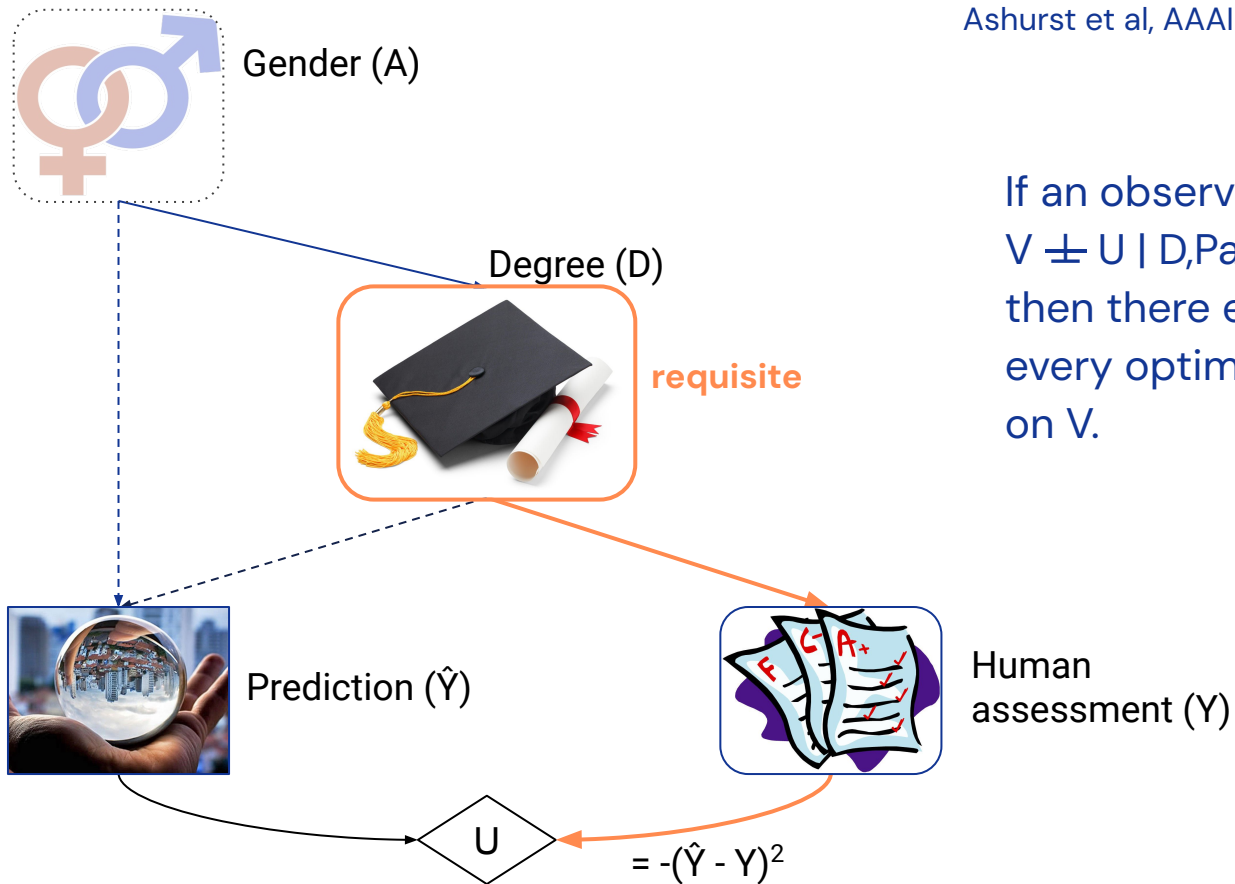 Ashurst et al, AAAI
Gender (A)
If an observ
V ⊥̸ U | D,Pa
then there e
every optim
on V.
Degree (D)
requisite
Prediction (Ŷ)
F
C-
A+
Human
assessment (Y)
U
= -(Ŷ - Y)²